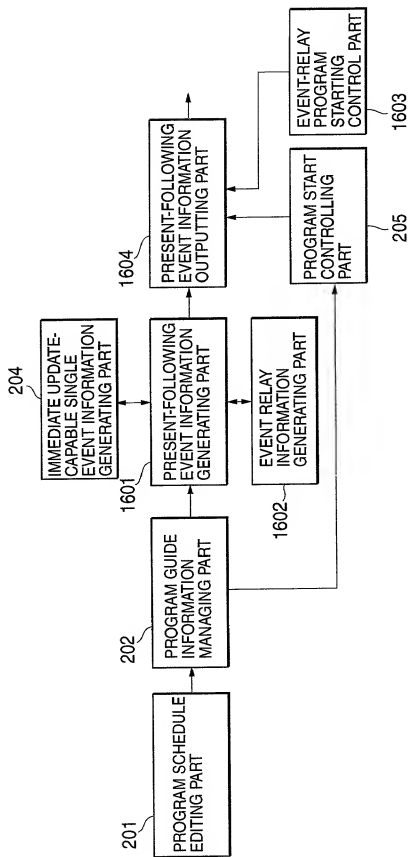 201
PROGRAM SCHEDULE
EDITING PART
202
PROGRAM GUIDE
INFORMATION
MANAGING PART
204
IMMEDIATE UPDATE-
CAPABLE SINGLE
EVENT INFORMATION
GENERATING PART
1601
PRESENT-FOLLOWING
EVENT INFORMATION
GENERATING PART
1602
EVENT RELAY
INFORMATION
GENERATING PART
1604
PRESENT-FOLLOWING
EVENT INFORMATION
OUTPUTTING PART
205
PROGRAM START
CONTROLLING
PART
1603
EVENT-RELAY
PROGRAM
STARTING
CONTROL PART